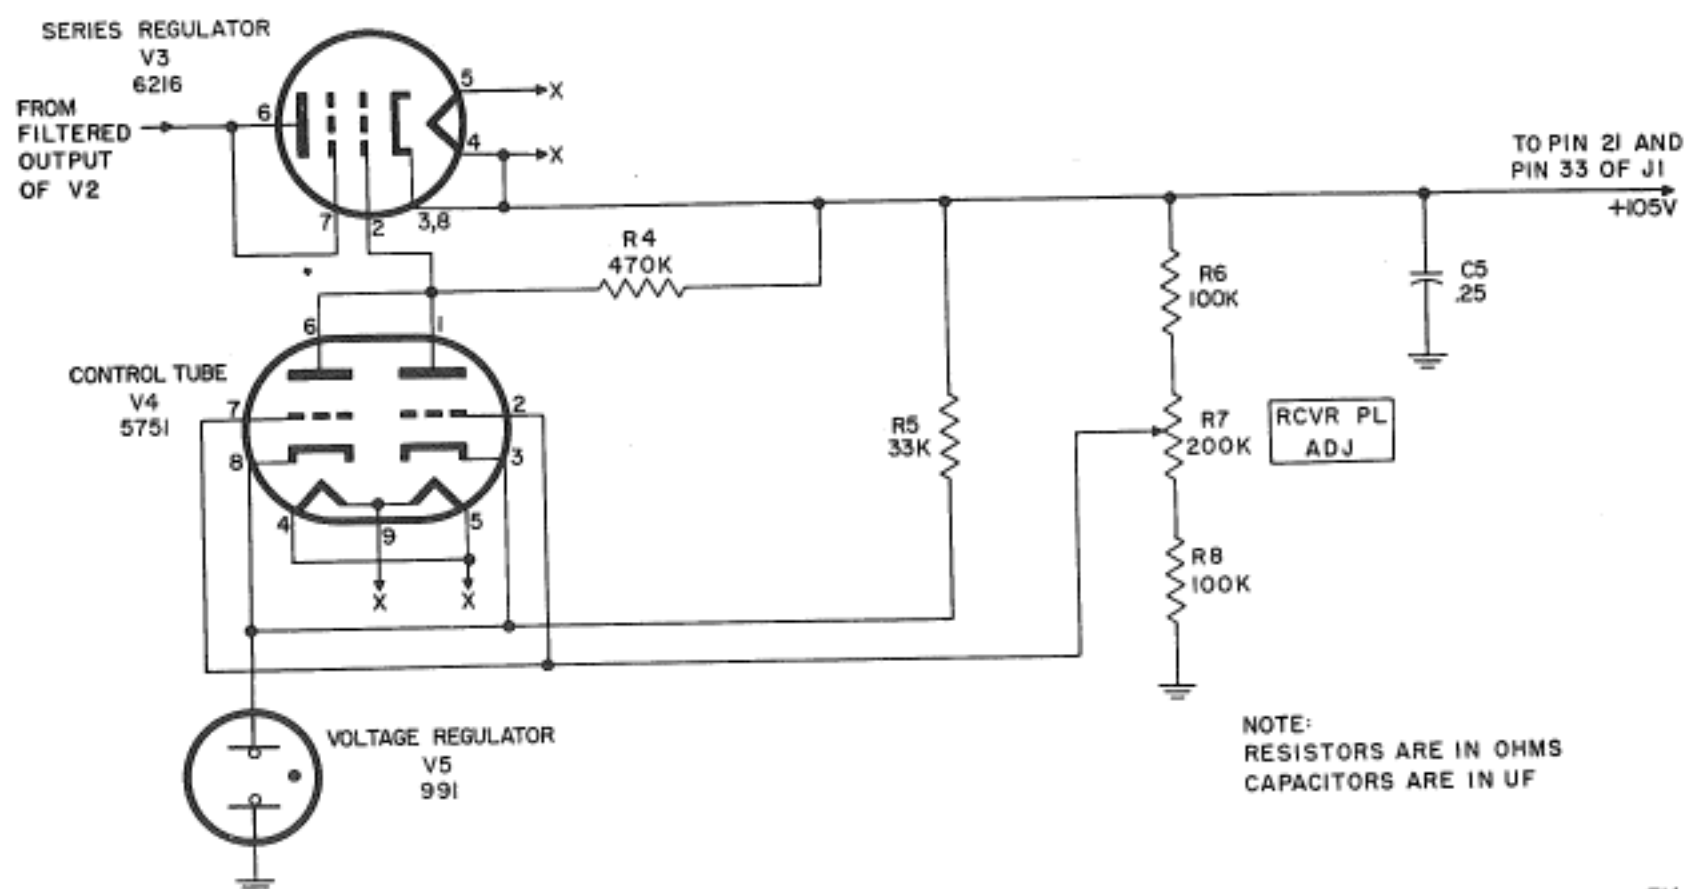 SERIES REGULATOR
V3
6216
FROM
FILTERED
OUTPUT
OF V2
6
5
X
4
X
7
2
3,8
TO PIN 21 AND
PIN 33 OF J1
+105V
R4
470K
R6
100K
C5
.25
6
1
CONTROL TUBE
V4
5751
7
2
8
3
4
9
5
X
X
R5
33K
R7
200K
RCVR PL
ADJ
R8
100K
VOLTAGE REGULATOR
V5
991
NOTE:
RESISTORS ARE IN OHMS
CAPACITORS ARE IN UF